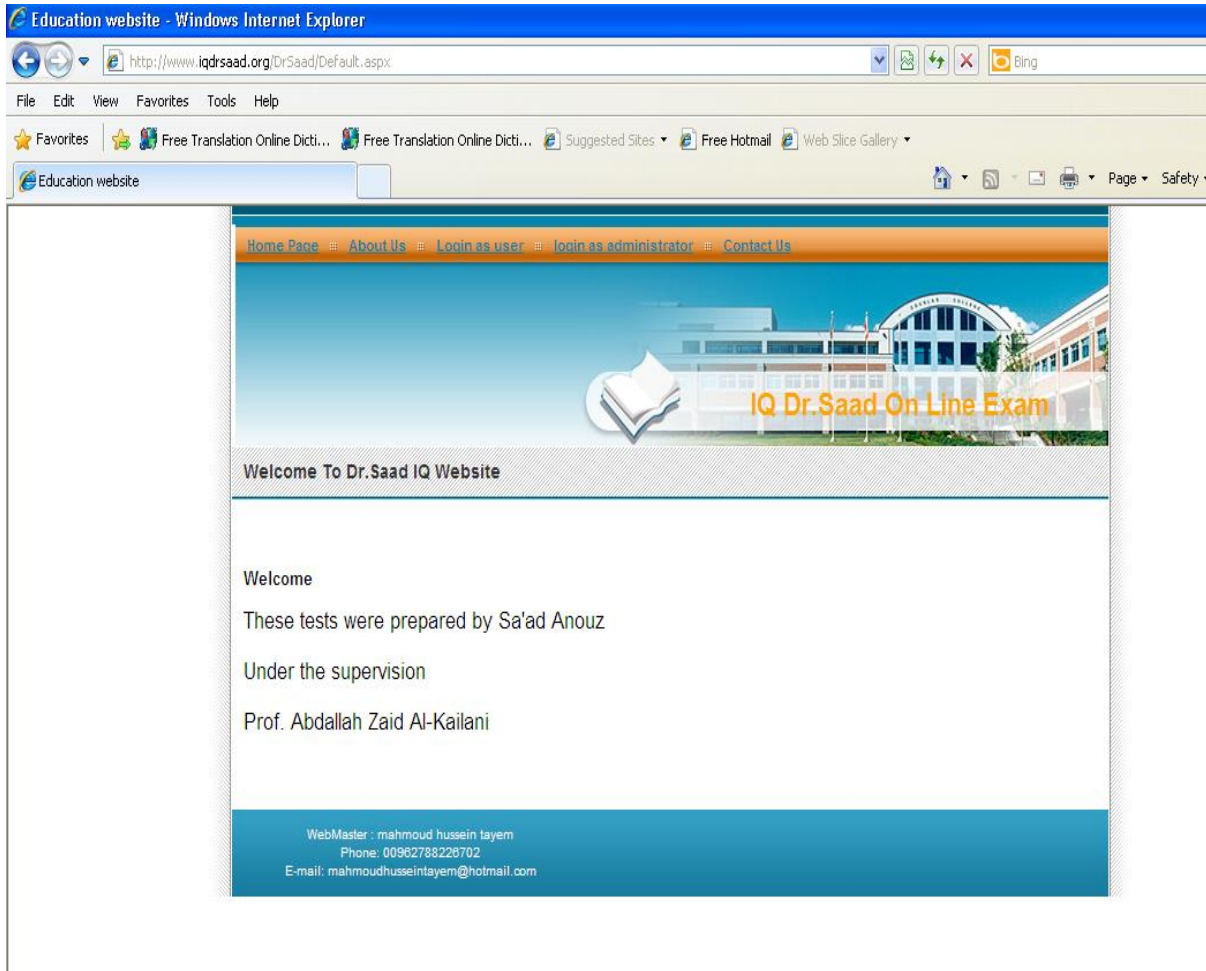 Education website - Windows Internet Explorer
http://www.iqdrsaad.org/DrSaad/Default.aspx
Bing
File Edit View Favorites Tools Help
Favorites Free Translation Online Dicti... Free Translation Online Dicti... Suggested Sites Free Hotmail Web Slice Gallery
Education website Page Safety
Home Page About Us Login as user login as administrator Contact Us
IQ Dr.Saad On Line Exam
Welcome To Dr.Saad IQ Website
Welcome
These tests were prepared by Sa'ad Anouz
Under the supervision
Prof. Abdallah Zaid Al-Kailani
WebMaster : mahmoud hussein tayem
Phone: 00962788226702
E-mail: mahmoudhusseintayem@hotmail.com